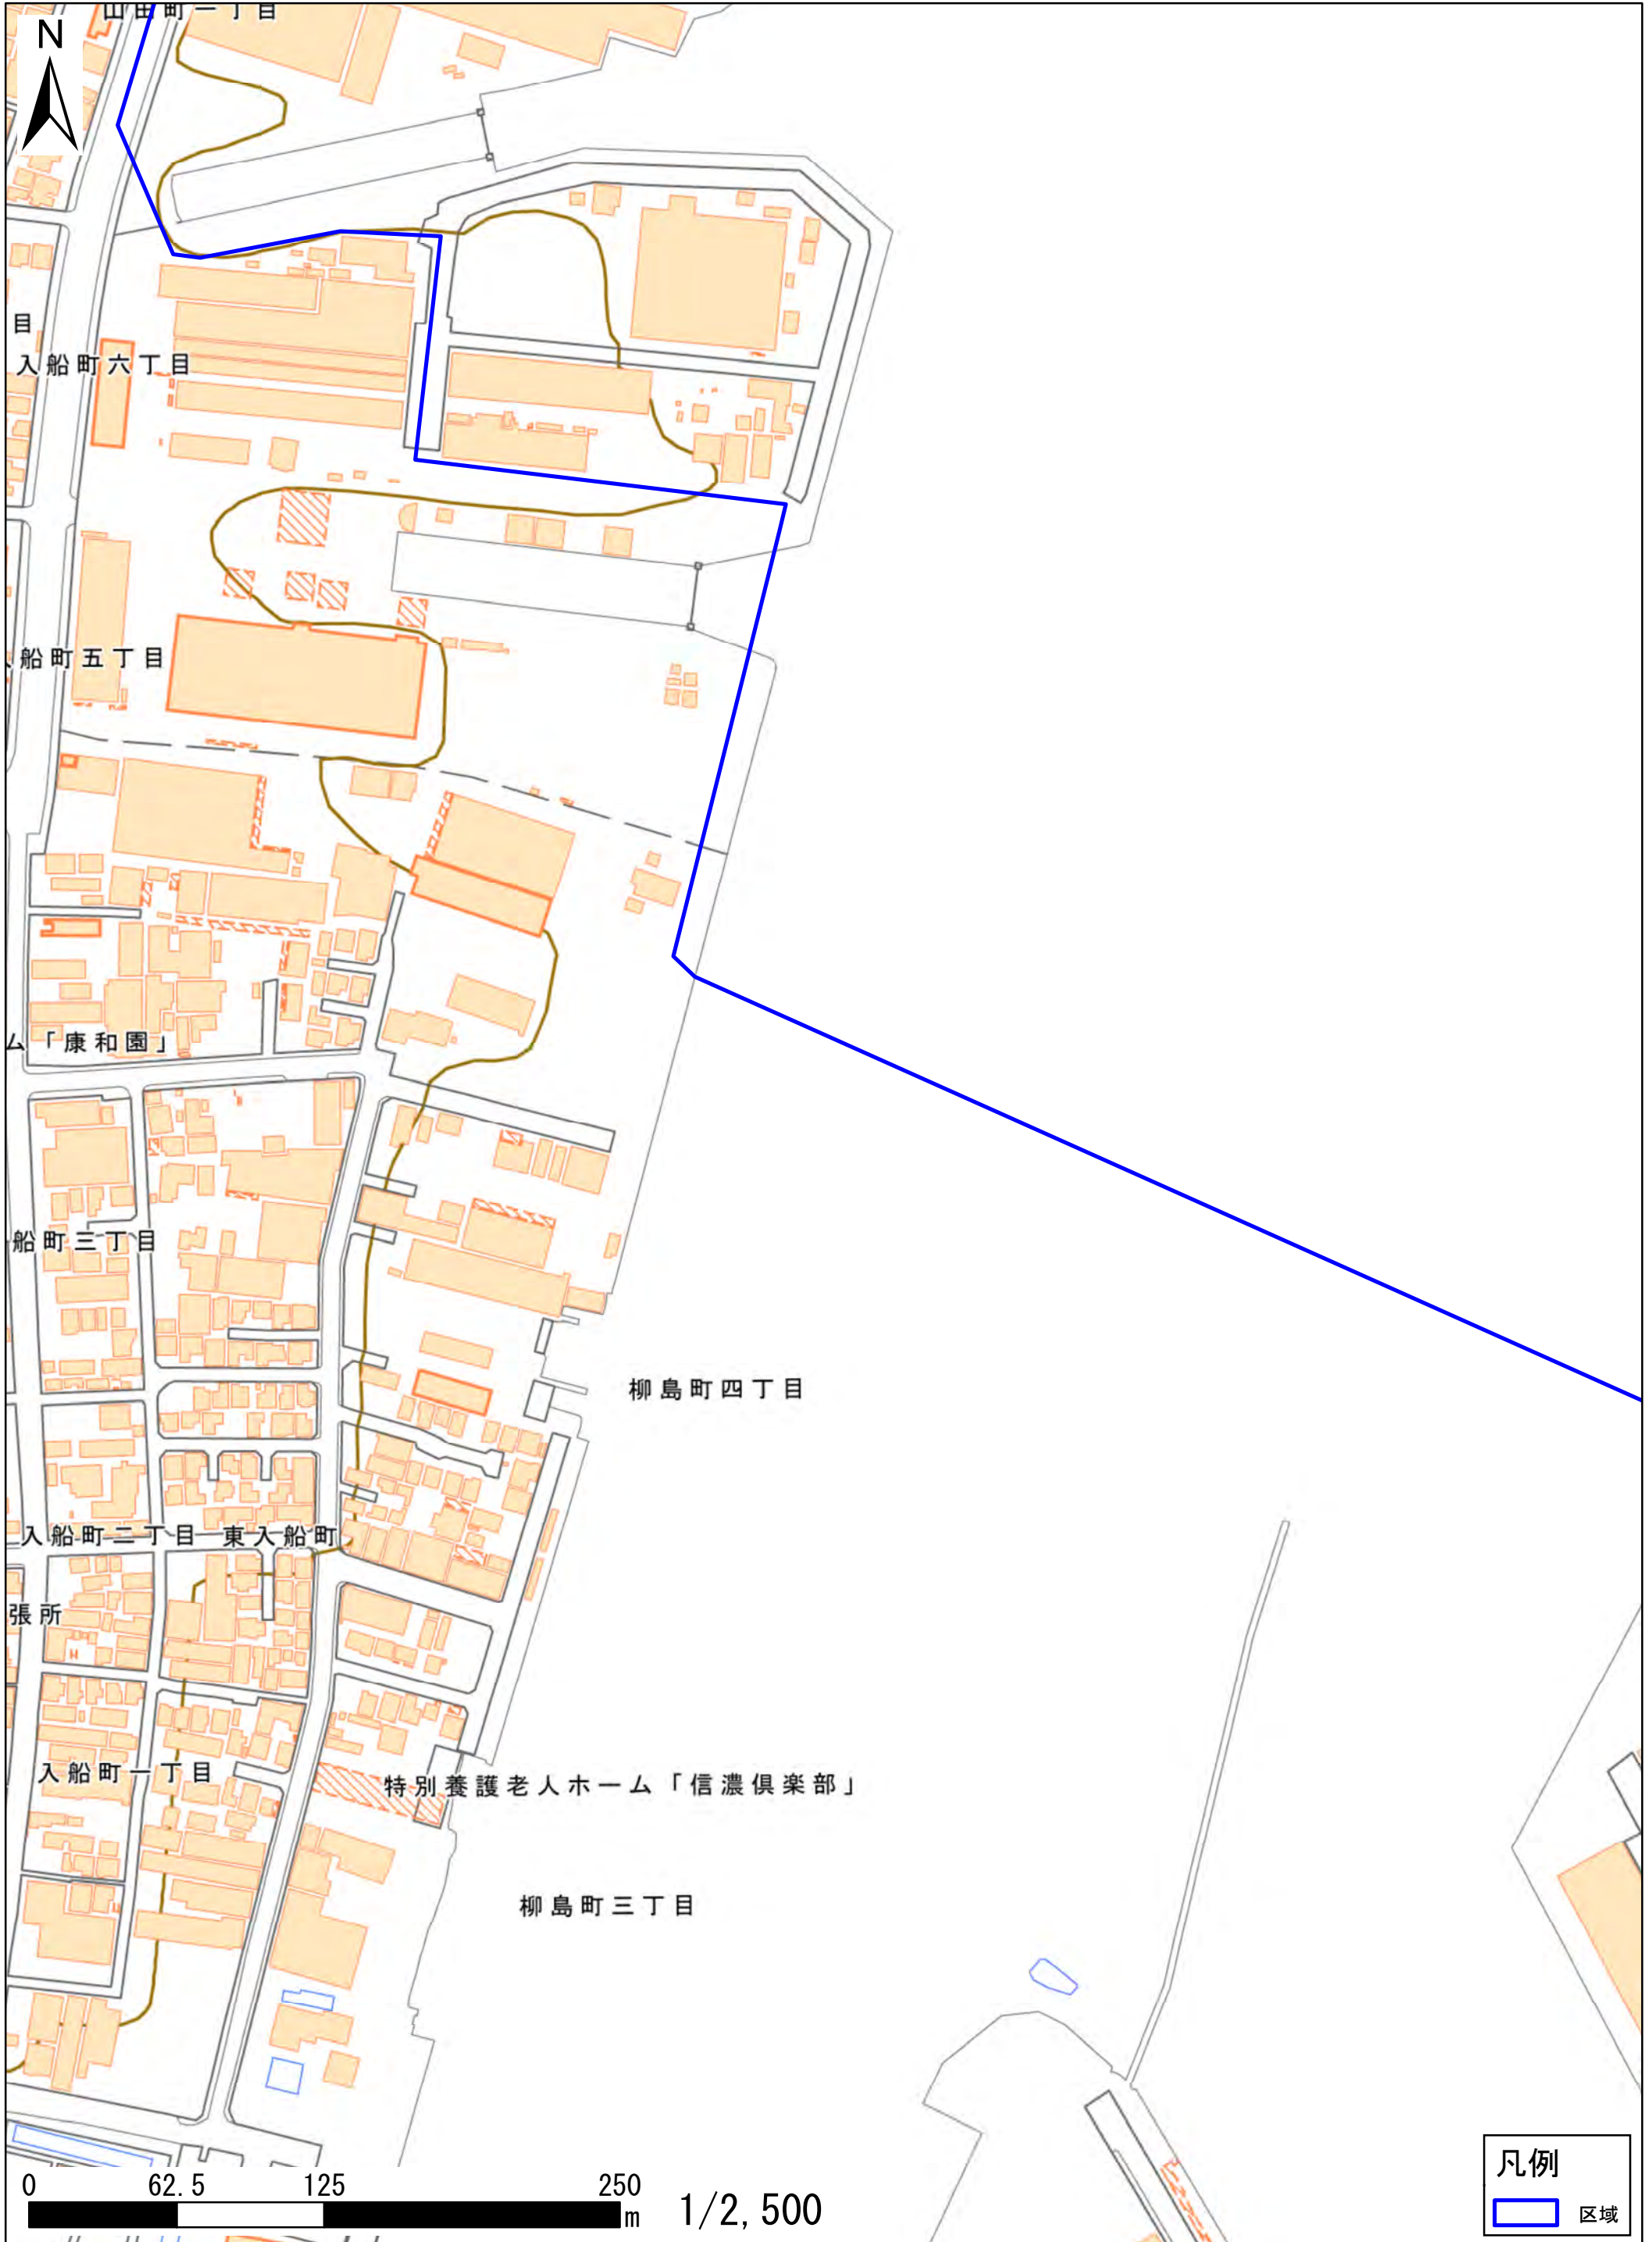 山田町一丁目
N
目
入船町六丁目
船町五丁目
ム「康和園」
船町三丁目
柳島町四丁目
入船町二丁目
東入船町
張所
入船町一丁目
特別養護老人ホーム「信濃倶楽部」
柳島町三丁目
凡例
区域
0 62.5 125 250
m
1/2,500